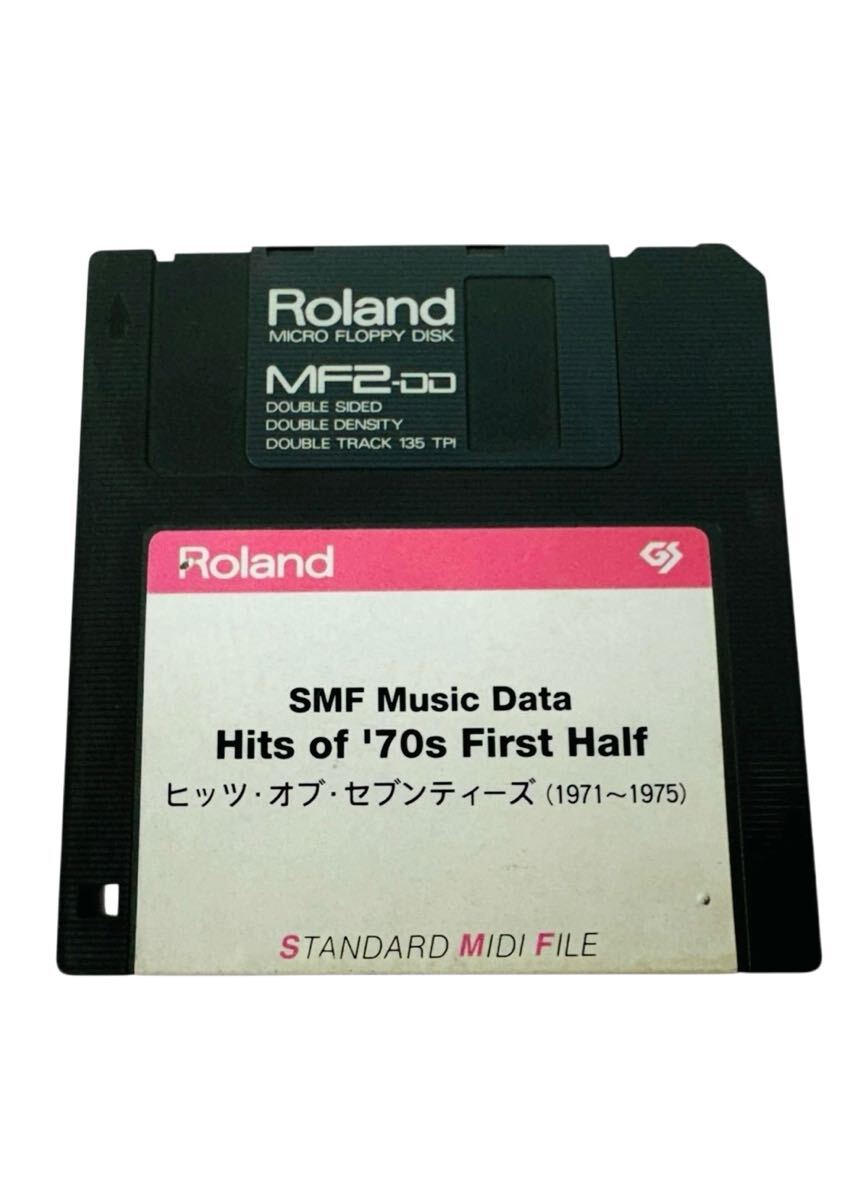 Roland
MICRO FLOPPY DISK
MF2-DD
DOUBLE SIDED
DOUBLE DENSITY
DOUBLE TRACK 135 TPI
Roland GS
SMF Music Data
Hits of '70s First Half
ヒッツ・オブ・セブンティーズ (1971〜1975)
STANDARD MIDI FILE